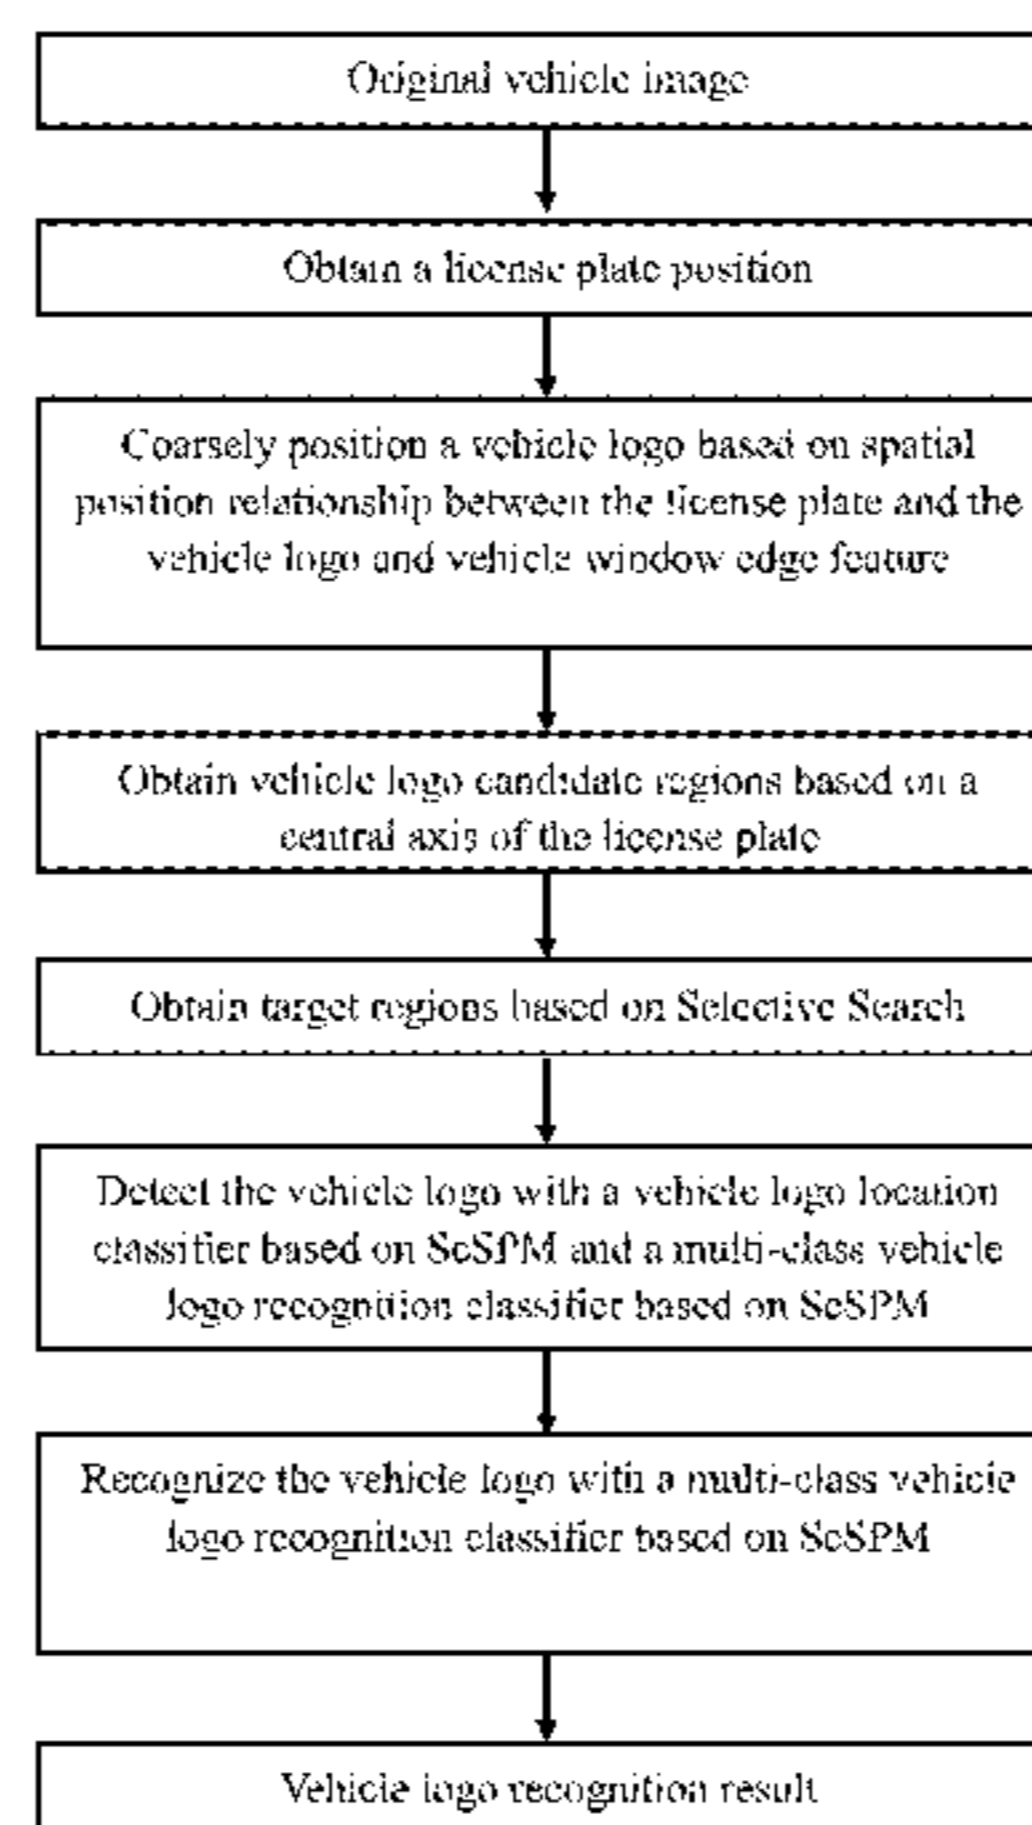 Original vehicle image
Obtain a license plate position
Coarsely position a vehicle logo based on spatial
position relationship between the license plate and the
vehicle logo and vehicle window edge feature
Obtain vehicle logo candidate regions based on a
central axis of the license plate
Obtain target regions based on Selective Search
Detect the vehicle logo with a vehicle logo location
classifier based on ScSPM and a multi-class vehicle
logo recognition classifier based on ScSPM
Recognize the vehicle logo with a multi-class vehicle
logo recognition classifier based on ScSPM
Vehicle logo recognition result